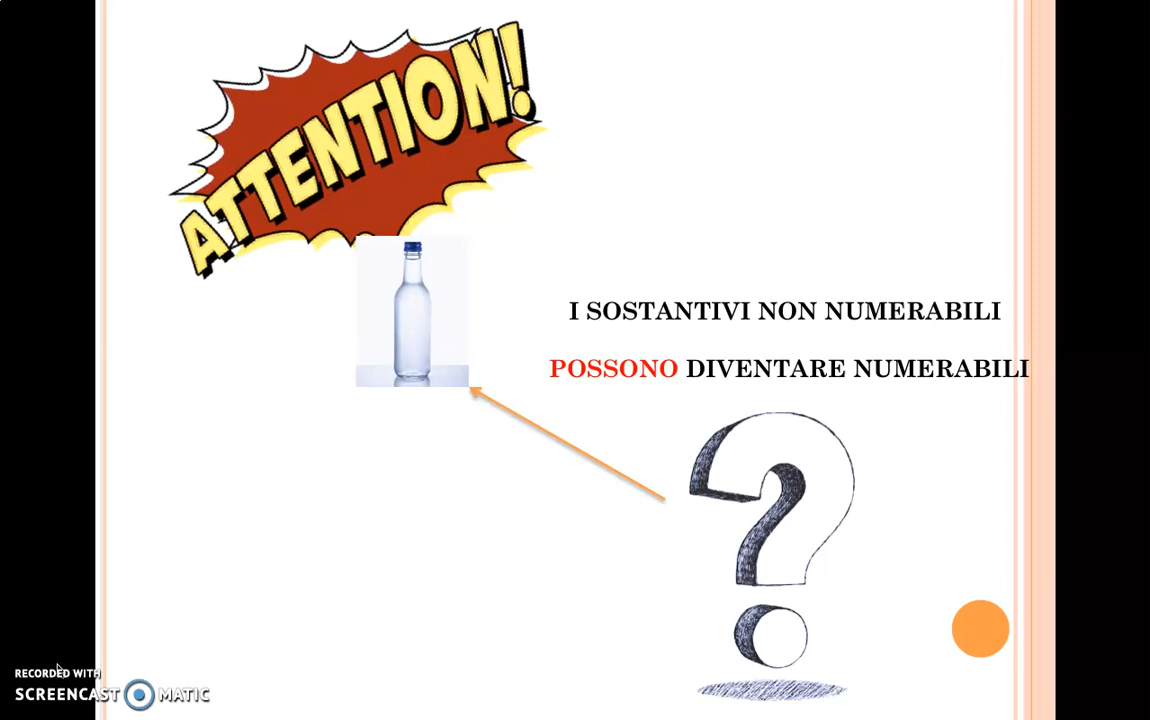 ATTENTION!
I SOSTANTIVI NON NUMERABILI
POSSONO DIVENTARE NUMERABILI
?
RECORDED WITH
SCREENCAST MATIC